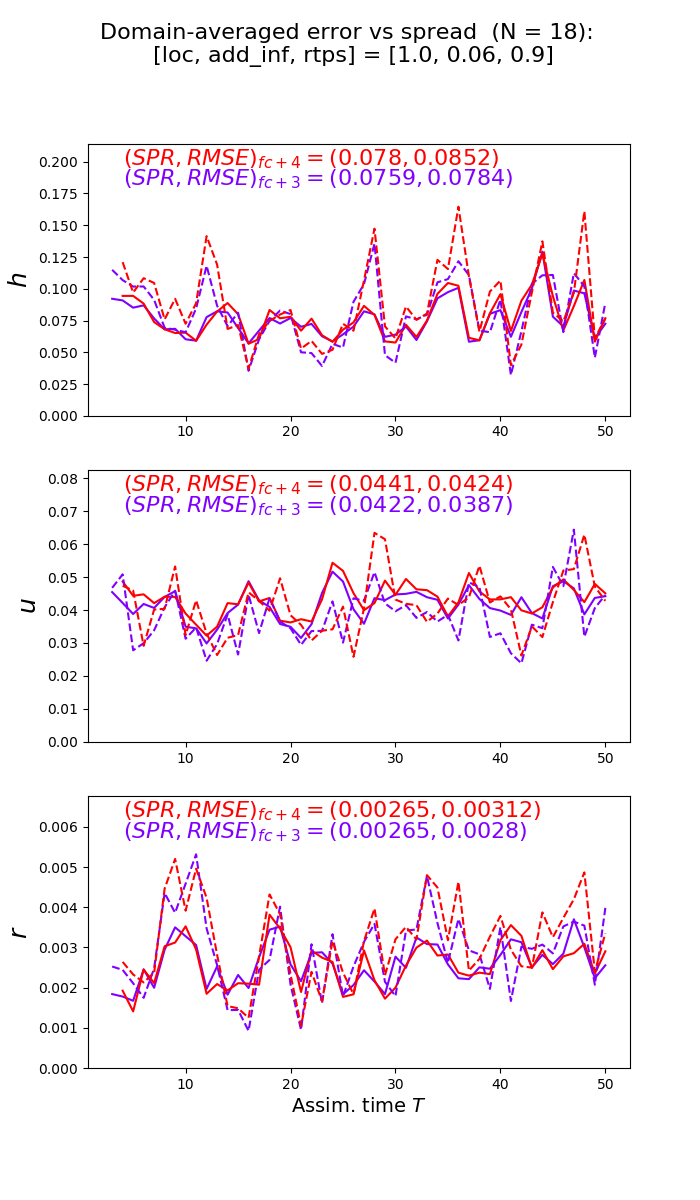 Domain-averaged error vs spread (N = 18):
[loc, add_inf, rtps] = [1.0, 0.06, 0.9]
(SPR, RMSE)fc+4 = (0.078, 0.0852)
(SPR, RMSE)fc+3 = (0.0759, 0.0784)
h
0.200
0.175
0.150
0.125
0.100
0.075
0.050
0.025
0.000
10 20 30 40 50
(SPR, RMSE)fc+4 = (0.0441, 0.0424)
(SPR, RMSE)fc+3 = (0.0422, 0.0387)
u
0.08
0.07
0.06
0.05
0.04
0.03
0.02
0.01
0.00
10 20 30 40 50
(SPR, RMSE)fc+4 = (0.00265, 0.00312)
(SPR, RMSE)fc+3 = (0.00265, 0.0028)
r
0.006
0.005
0.004
0.003
0.002
0.001
0.000
10 20 30 40 50
Assim. time T